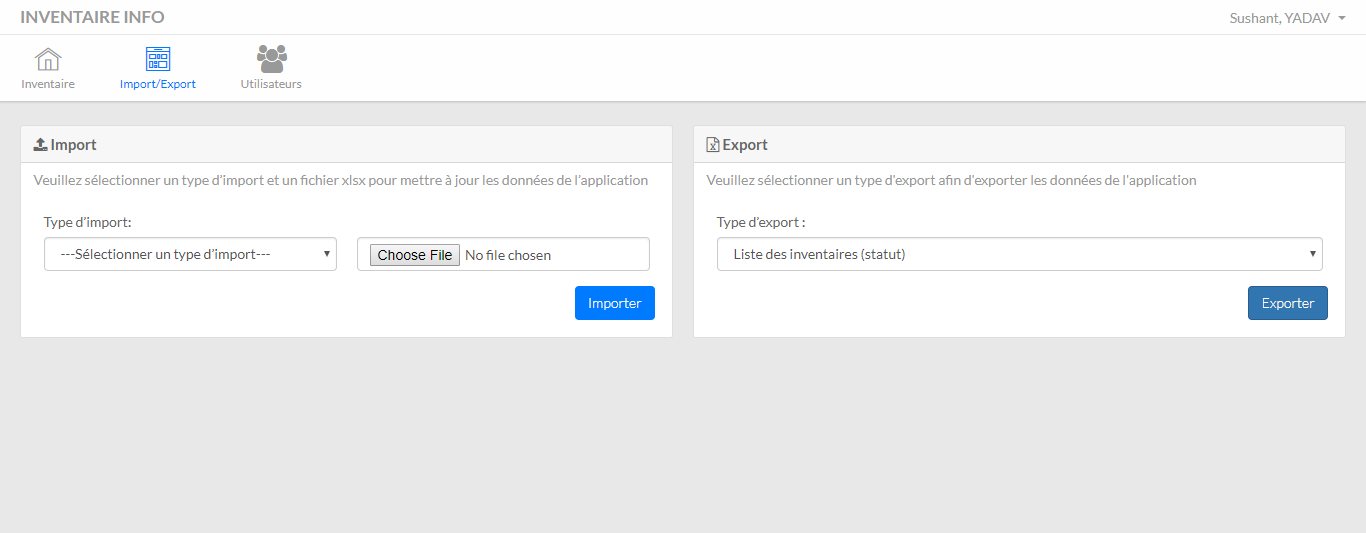 INVENTAIRE INFO
Sushant, YADAV
Inventaire
Import/Export
Utilisateurs
Import
Veuillez sélectionner un type d’import et un fichier xlsx pour mettre à jour les données de l'application
Type d’import:
---Sélectionner un type d’import---
Choose File No file chosen
Importer
Export
Veuillez sélectionner un type d'export afin d'exporter les données de l'application
Type d’export :
Liste des inventaires (statut)
Exporter